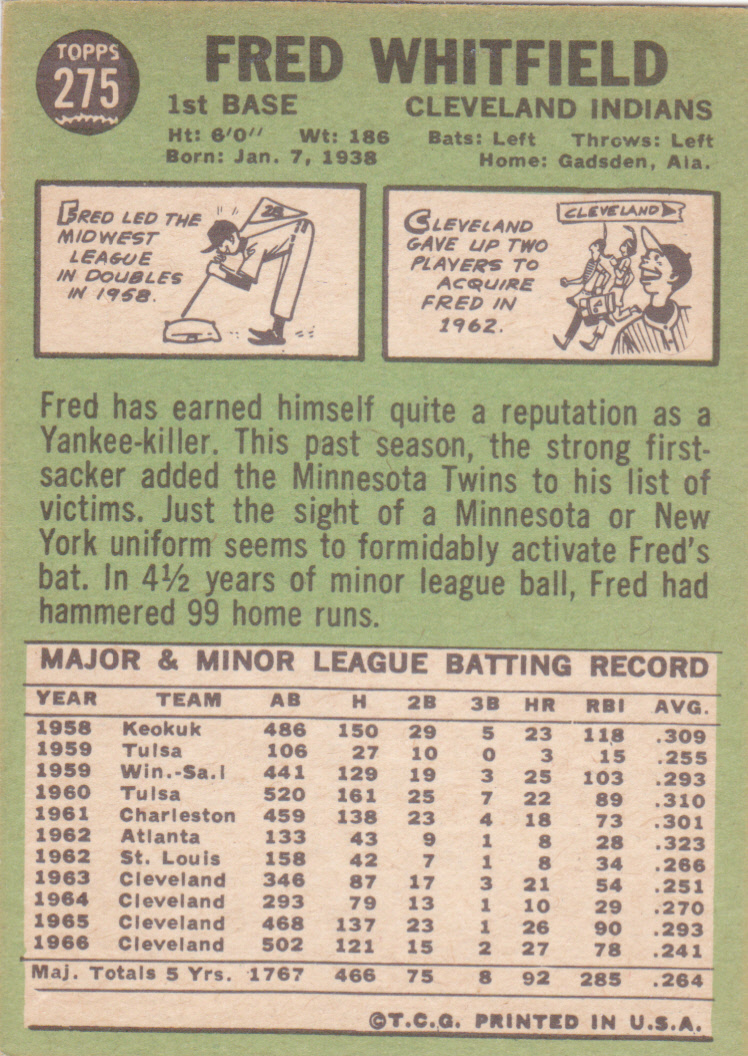 TOPPS
275
FRED WHITFIELD
1st BASE CLEVELAND INDIANS
Ht: 6'0" Wt: 186 Bats: Left Throws: Left
Born: Jan. 7, 1938 Home: Gadsden, Ala.
FRED LED THE
MIDWEST
LEAGUE
IN DOUBLES
IN 1958.
2B
CLEVELAND
GAVE UP TWO
PLAYERS TO
ACQUIRE
FRED IN
1962.
CLEVELAND
Fred has earned himself quite a reputation as a
Yankee-killer. This past season, the strong first-
sacker added the Minnesota Twins to his list of
victims. Just the sight of a Minnesota or New
York uniform seems to formidably activate Fred's
bat. In 4½ years of minor league ball, Fred had
hammered 99 home runs.
MAJOR & MINOR LEAGUE BATTING RECORD
YEAR TEAM AB H 2B 3B HR RBI AVG.
1958 Keokuk 486 150 29 5 23 118 .309
1959 Tulsa 106 27 10 0 3 15 .255
1959 Win.-Sa.l 441 129 19 3 25 103 .293
1960 Tulsa 520 161 25 7 22 89 .310
1961 Charleston 459 138 23 4 18 73 .301
1962 Atlanta 133 43 9 1 8 28 .323
1962 St. Louis 158 42 7 1 8 34 .266
1963 Cleveland 346 87 17 3 21 54 .251
1964 Cleveland 293 79 13 1 10 29 .270
1965 Cleveland 468 137 23 1 26 90 .293
1966 Cleveland 502 121 15 2 27 78 .241
Maj. Totals 5 Yrs. 1767 466 75 8 92 285 .264
©T.C.G. PRINTED IN U.S.A.